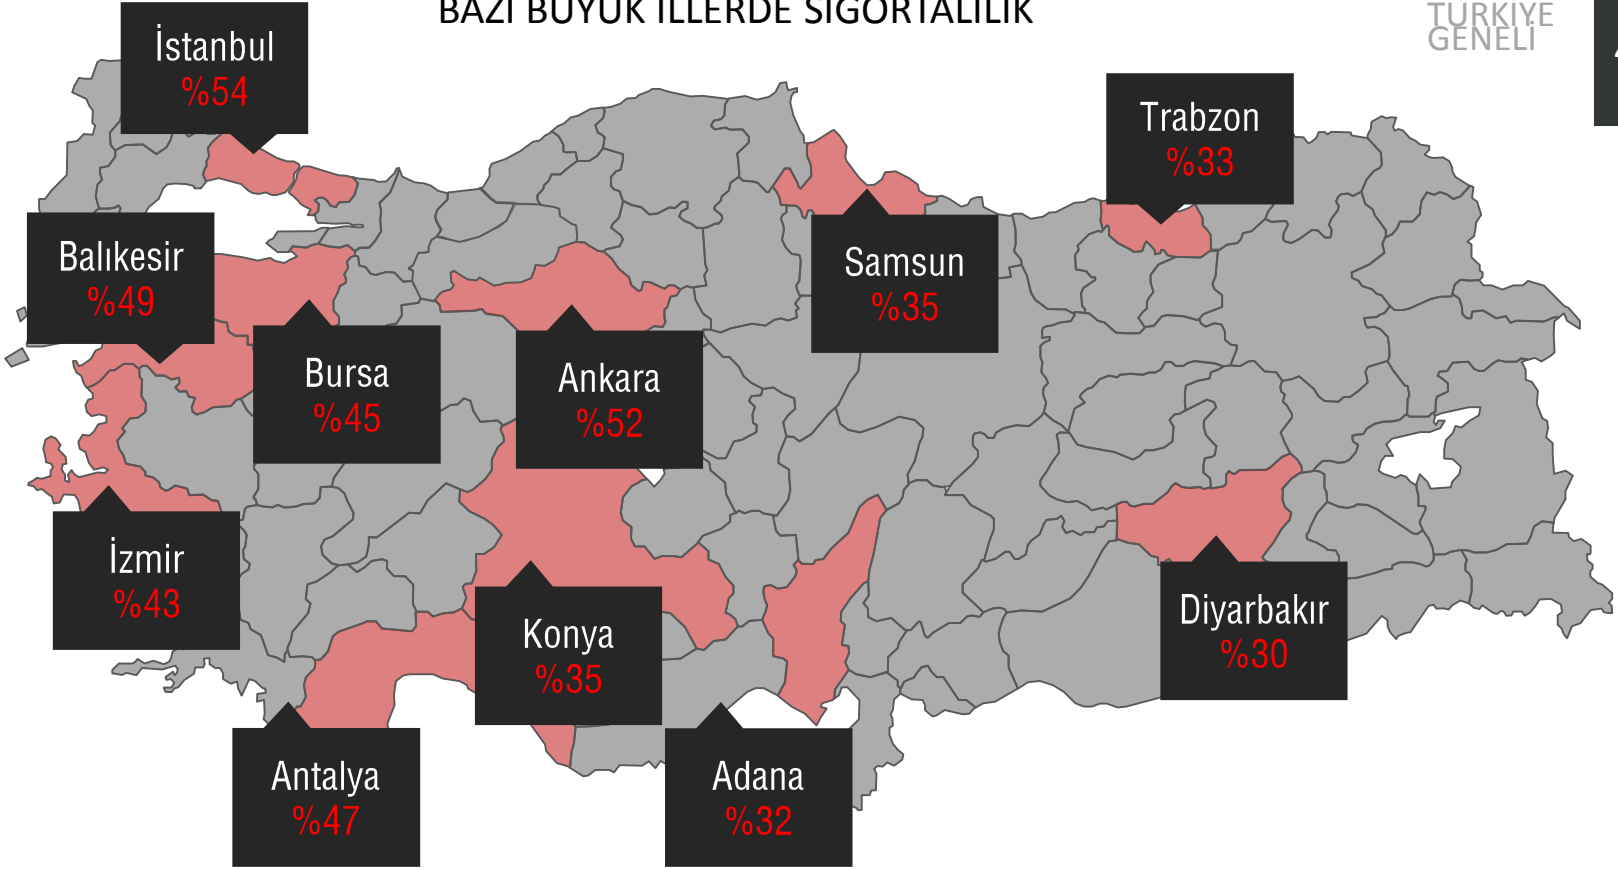 BAZI BÜYÜK İLLERDE SİGORTALILIK
TÜRKİYE
GENELİ
İstanbul
%54
Trabzon
%33
Balıkesir
%49
Samsun
%35
Bursa
%45
Ankara
%52
İzmir
%43
Konya
%35
Diyarbakır
%30
Antalya
%47
Adana
%32